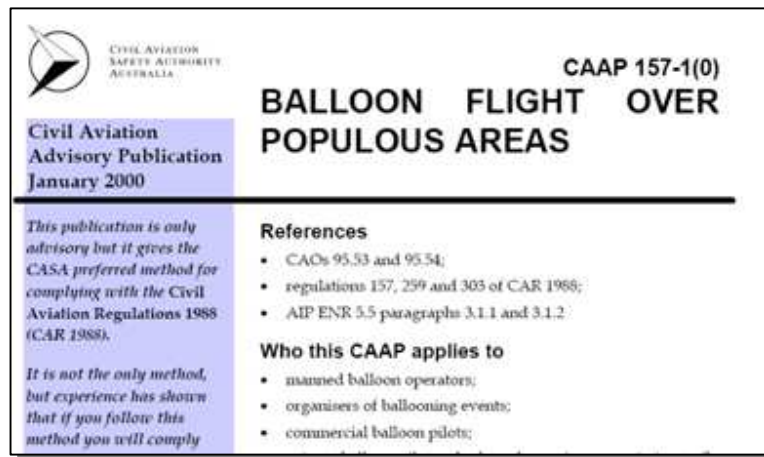 CIVIL AVIATION
SAFETY AUTHORITY
AUSTRALIA
CAAP 157-1(0)
BALLOON FLIGHT OVER
POPULOUS AREAS
Civil Aviation
Advisory Publication
January 2000
This publication is only
advisory but it gives the
CASA preferred method for
complying with the Civil
Aviation Regulations 1988
(CAR 1988).
It is not the only method,
but experience has shown
that if you follow this
method you will comply
References
• CAOs 95.53 and 95.54;
• regulations 157, 259 and 303 of CAR 1988;
• AIP ENR 5.5 paragraphs 3.1.1 and 3.1.2
Who this CAAP applies to
• manned balloon operators;
• organisers of ballooning events;
• commercial balloon pilots;